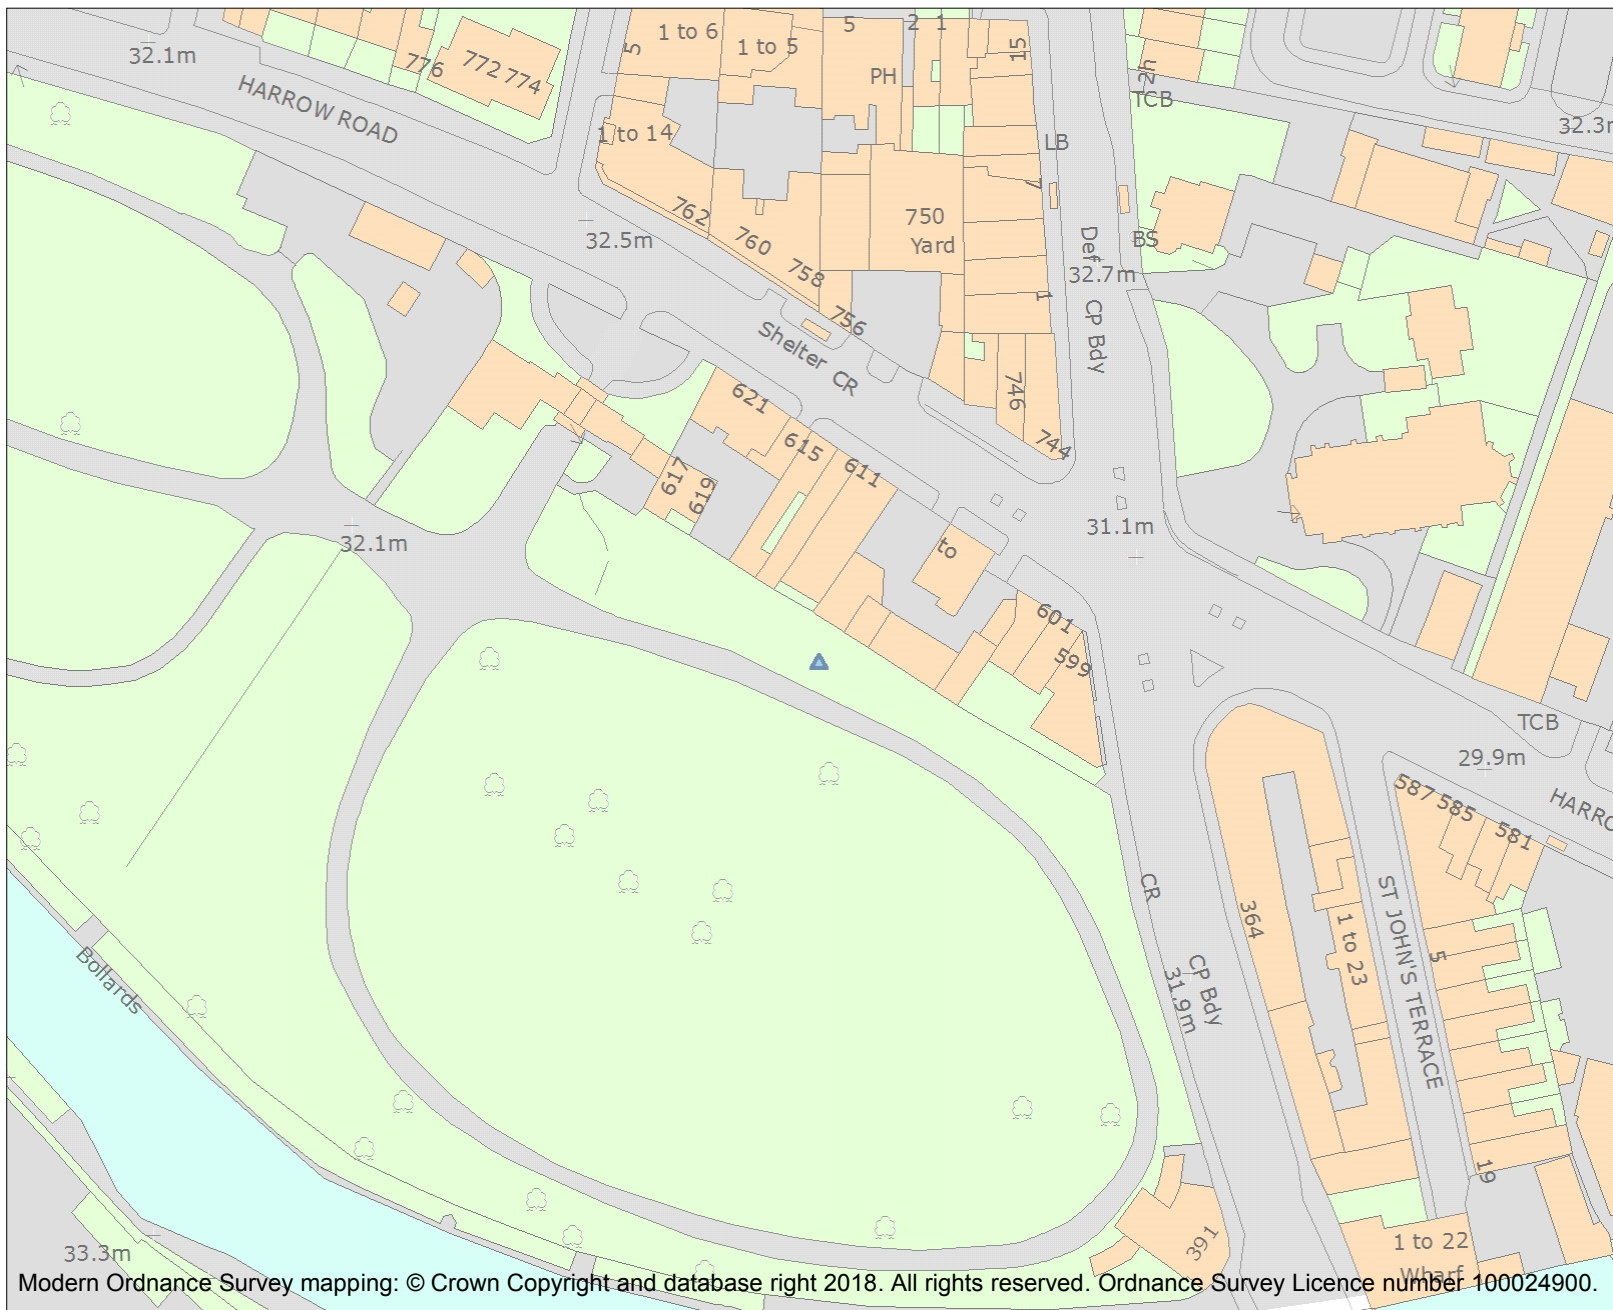 32.1m
776
772
774
HARROW ROAD
5
1 to 6
1 to 5
5
2
1
15
PH
1 to 14
2h
TCB
LB
32.3m
7
762
760
758
756
750
Yard
32.5m
Def
BS
32.7m
1
CP Bdy
Shelter CR
746
744
621
615
611
617
619
32.1m
to
31.1m
601
599
TCB
29.9m
587
585
581
HARRO
CR
364
1 to 23
ST JOHN'S TERRACE
5
CP Bdy
31.9m
Bollards
19
391
33.3m
1 to 22
Wharf
Modern Ordnance Survey mapping: © Crown Copyright and database right 2018. All rights reserved. Ordnance Survey Licence number 100024900.